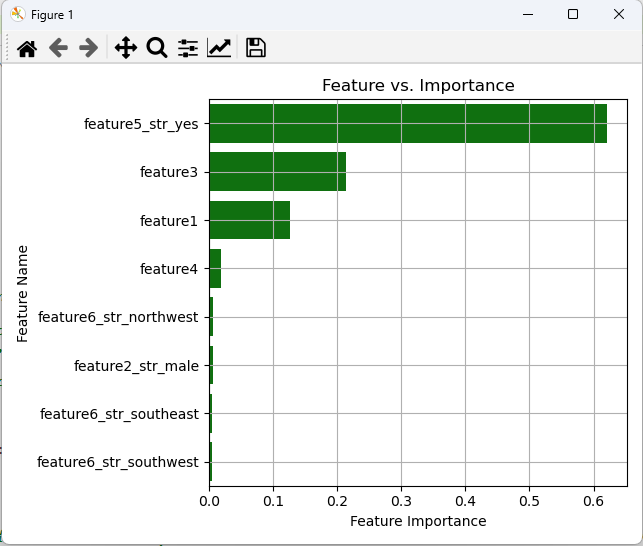 Figure 1
Feature vs. Importance
feature5_str_yes
feature3
feature1
feature4
feature6_str_northwest
feature2_str_male
feature6_str_southeast
feature6_str_southwest
Feature Name
0.0 0.1 0.2 0.3 0.4 0.5 0.6
Feature Importance